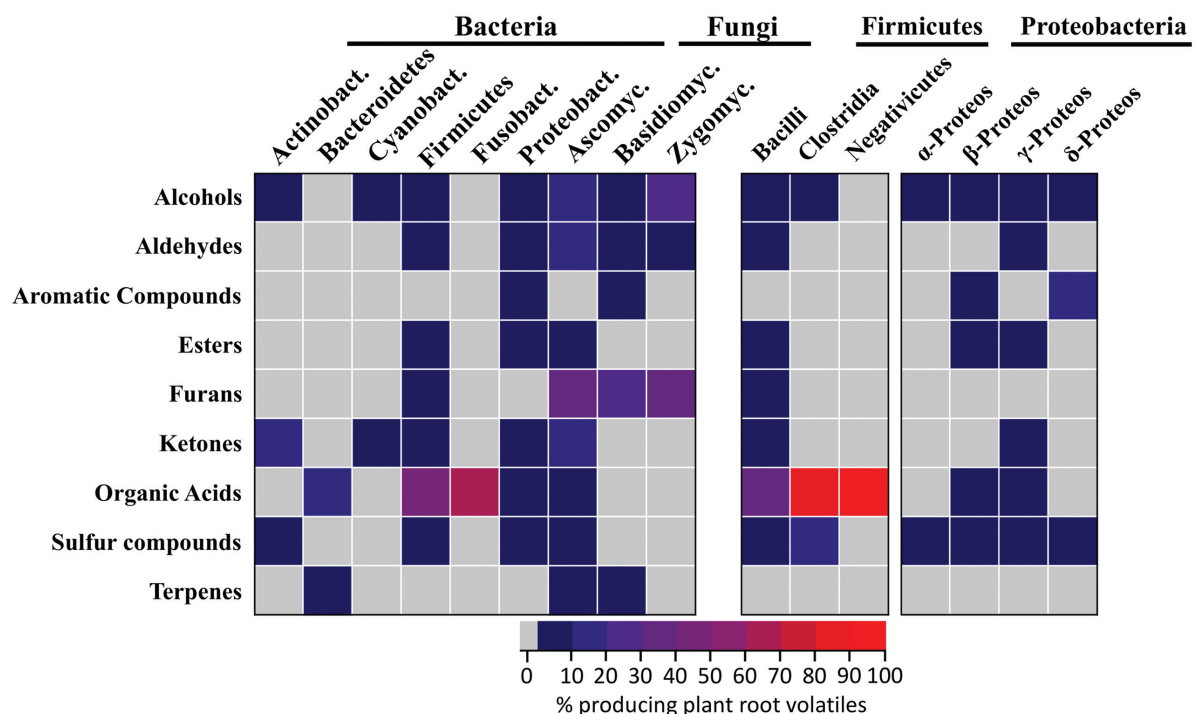 Bacteria Fungi Firmicutes Proteobacteria
Actinobact. Bacteroidetes Cyanobact. Firmicutes Fusobact. Proteobact. Ascomyc. Basidiomyc. Zygomyc. Bacilli Clostridia Negativicutes α-Proteos β-Proteos γ-Proteos δ-Proteos
Alcohols
Aldehydes
Aromatic Compounds
Esters
Furans
Ketones
Organic Acids
Sulfur compounds
Terpenes
0 10 20 30 40 50 60 70 80 90 100
% producing plant root volatiles